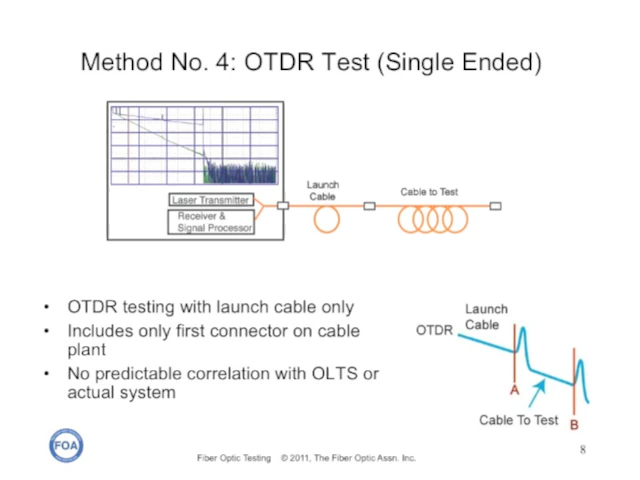 Method No. 4: OTDR Test (Single Ended)
Laser Transmitter
Receiver &
Signal Processor
Launch
Cable
Cable to Test
• OTDR testing with launch cable only
• Includes only first connector on cable
plant
• No predictable correlation with OLTS or
actual system
OTDR
Launch
Cable
A
Cable To Test
B
FOA
Fiber Optic Testing © 2011, The Fiber Optic Assn. Inc.
8